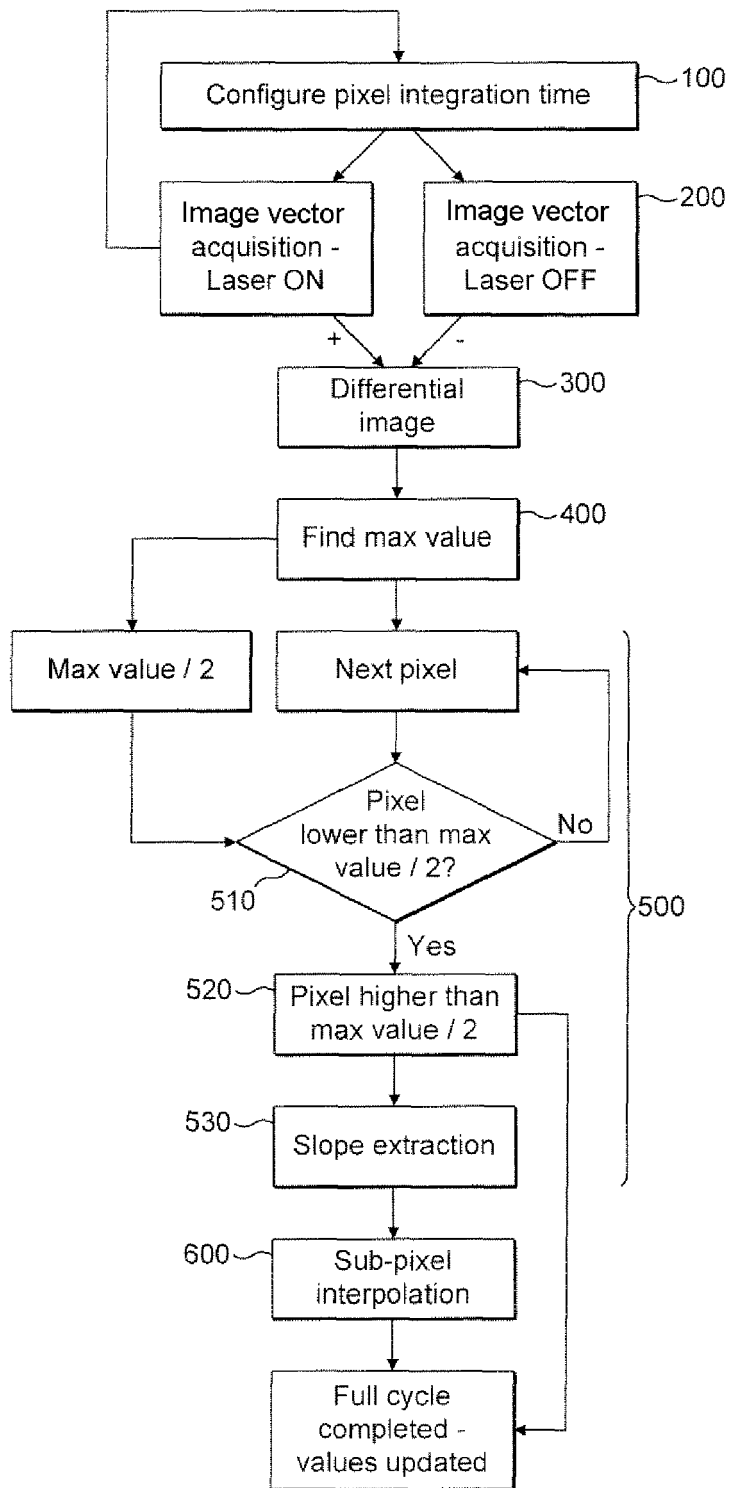 Configure pixel integration time
100
Image vector
acquisition -
Laser ON
Image vector
acquisition -
Laser OFF
200
+
-
Differential
image
300
Find max value
400
Max value / 2
Next pixel
Pixel
lower than max
value / 2?
No
510
500
Yes
520
Pixel higher than
max value / 2
530
Slope extraction
600
Sub-pixel
interpolation
Full cycle
completed -
values updated